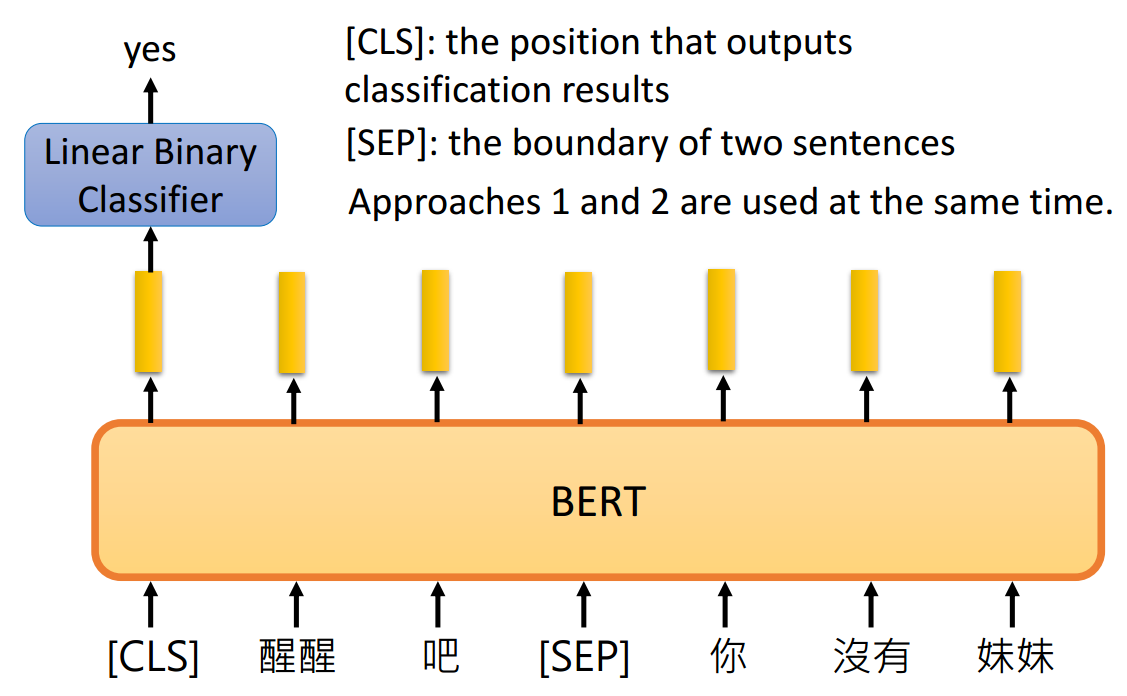 yes
[CLS]: the position that outputs
classification results
[SEP]: the boundary of two sentences
Approaches 1 and 2 are used at the same time.
Linear Binary
Classifier
BERT
[CLS] 醒醒 吧 [SEP] 你 沒有 妹妹